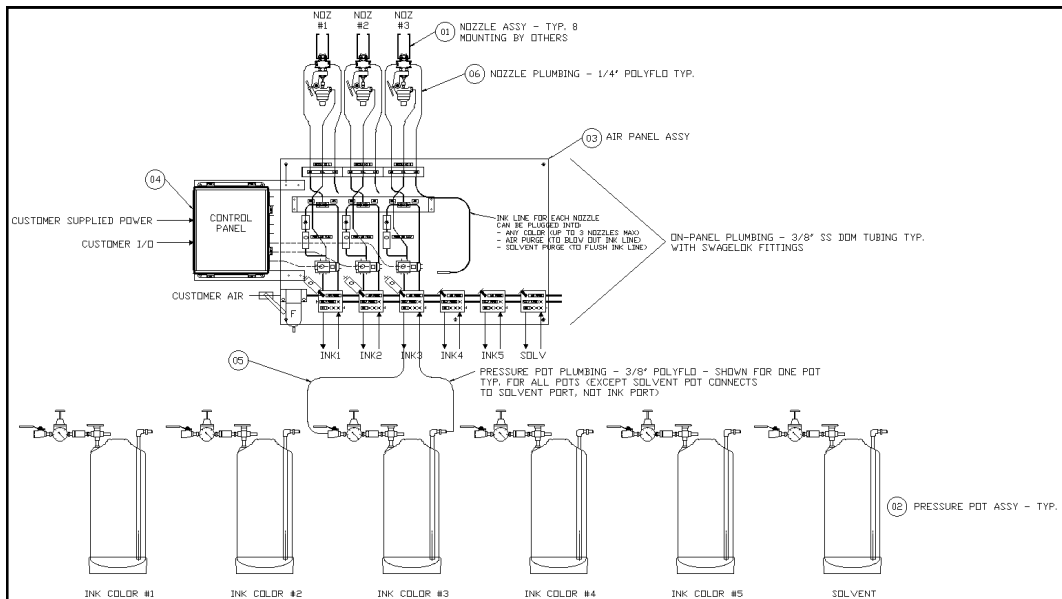 NOZ NOZ NOZ
#1 #2 #3
01 NOZZLE ASSY - TYP. 8
MOUNTING BY OTHERS
06 NOZZLE PLUMBING - 1/4" POLYFLO TYP.
03 AIR PANEL ASSY
04
CUSTOMER SUPPLIED POWER
CONTROL
PANEL
CUSTOMER I/O
INK LINE FOR EACH NOZZLE
CAN BE PLUGGED INTO:
- ANY COLOR (UP TO 3 NOZZLES MAX)
- AIR PURGE (TO BLOW OUT INK LINE)
- SOLVENT PURGE (TO FLUSH INK LINE)
ON-PANEL PLUMBING - 3/8" SS DOM TUBING TYP.
WITH SWAGELOK FITTINGS
CUSTOMER AIR
F
INK1 INK2 INK3 INK4 INK5 SOLV
05
PRESSURE POT PLUMBING - 3/8" POLYFLO - SHOWN FOR ONE POT
TYP. FOR ALL POTS (EXCEPT SOLVENT POT CONNECTS
TO SOLVENT PORT, NOT INK PORT)
02 PRESSURE POT ASSY - TYP.
INK COLOR #1 INK COLOR #2 INK COLOR #3 INK COLOR #4 INK COLOR #5 SOLVENT